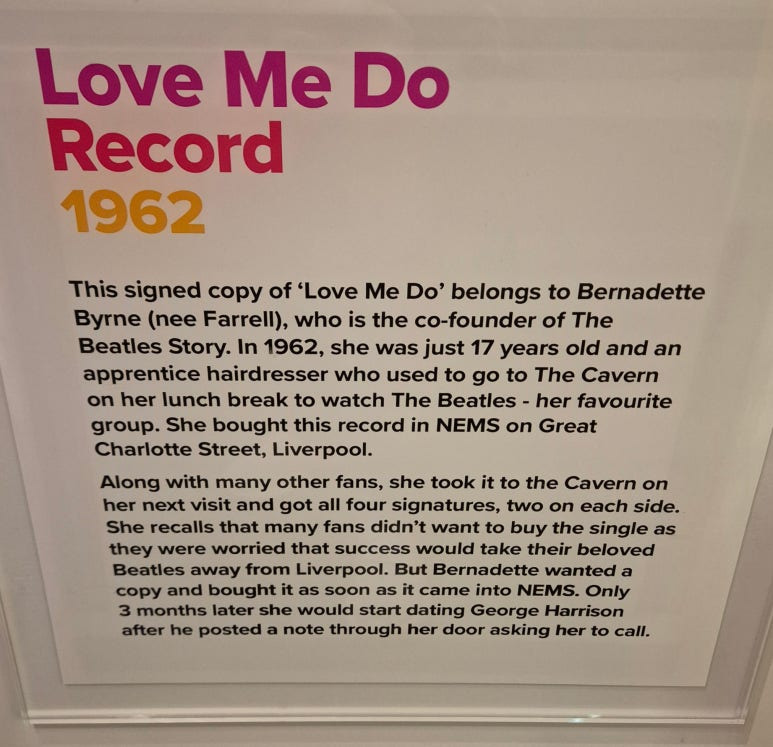 Love Me Do
Record
1962
This signed copy of ‘Love Me Do’ belongs to Bernadette
Byrne (nee Farrell), who is the co-founder of The
Beatles Story. In 1962, she was just 17 years old and an
apprentice hairdresser who used to go to The Cavern
on her lunch break to watch The Beatles - her favourite
group. She bought this record in NEMS on Great
Charlotte Street, Liverpool.
Along with many other fans, she took it to the Cavern on
her next visit and got all four signatures, two on each side.
She recalls that many fans didn’t want to buy the single as
they were worried that success would take their beloved
Beatles away from Liverpool. But Bernadette wanted a
copy and bought it as soon as it came into NEMS. Only
3 months later she would start dating George Harrison
after he posted a note through her door asking her to call.